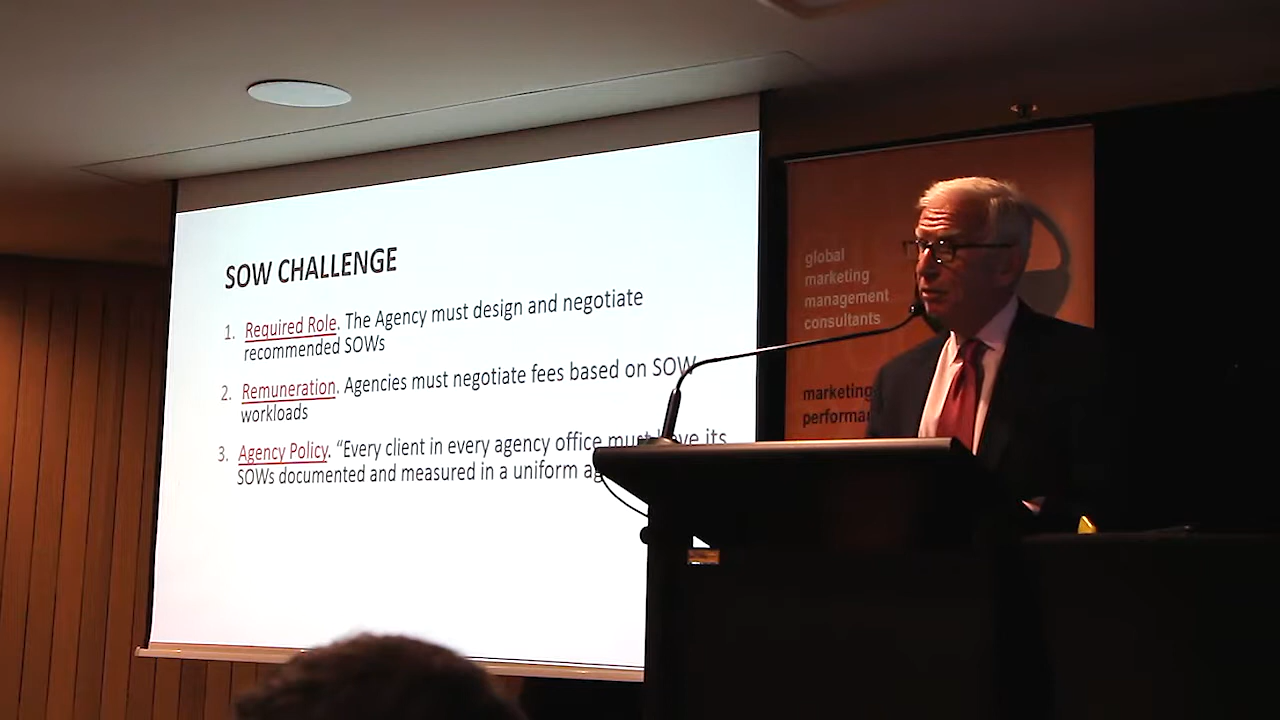 SOW CHALLENGE
1. Required Role. The Agency must design and negotiate
recommended SOWs
2. Remuneration. Agencies must negotiate fees based on SOW
workloads
3. Agency Policy. “Every client in every agency office must have its
SOWs documented and measured in a uniform
global
marketing
management
consultants
marketing